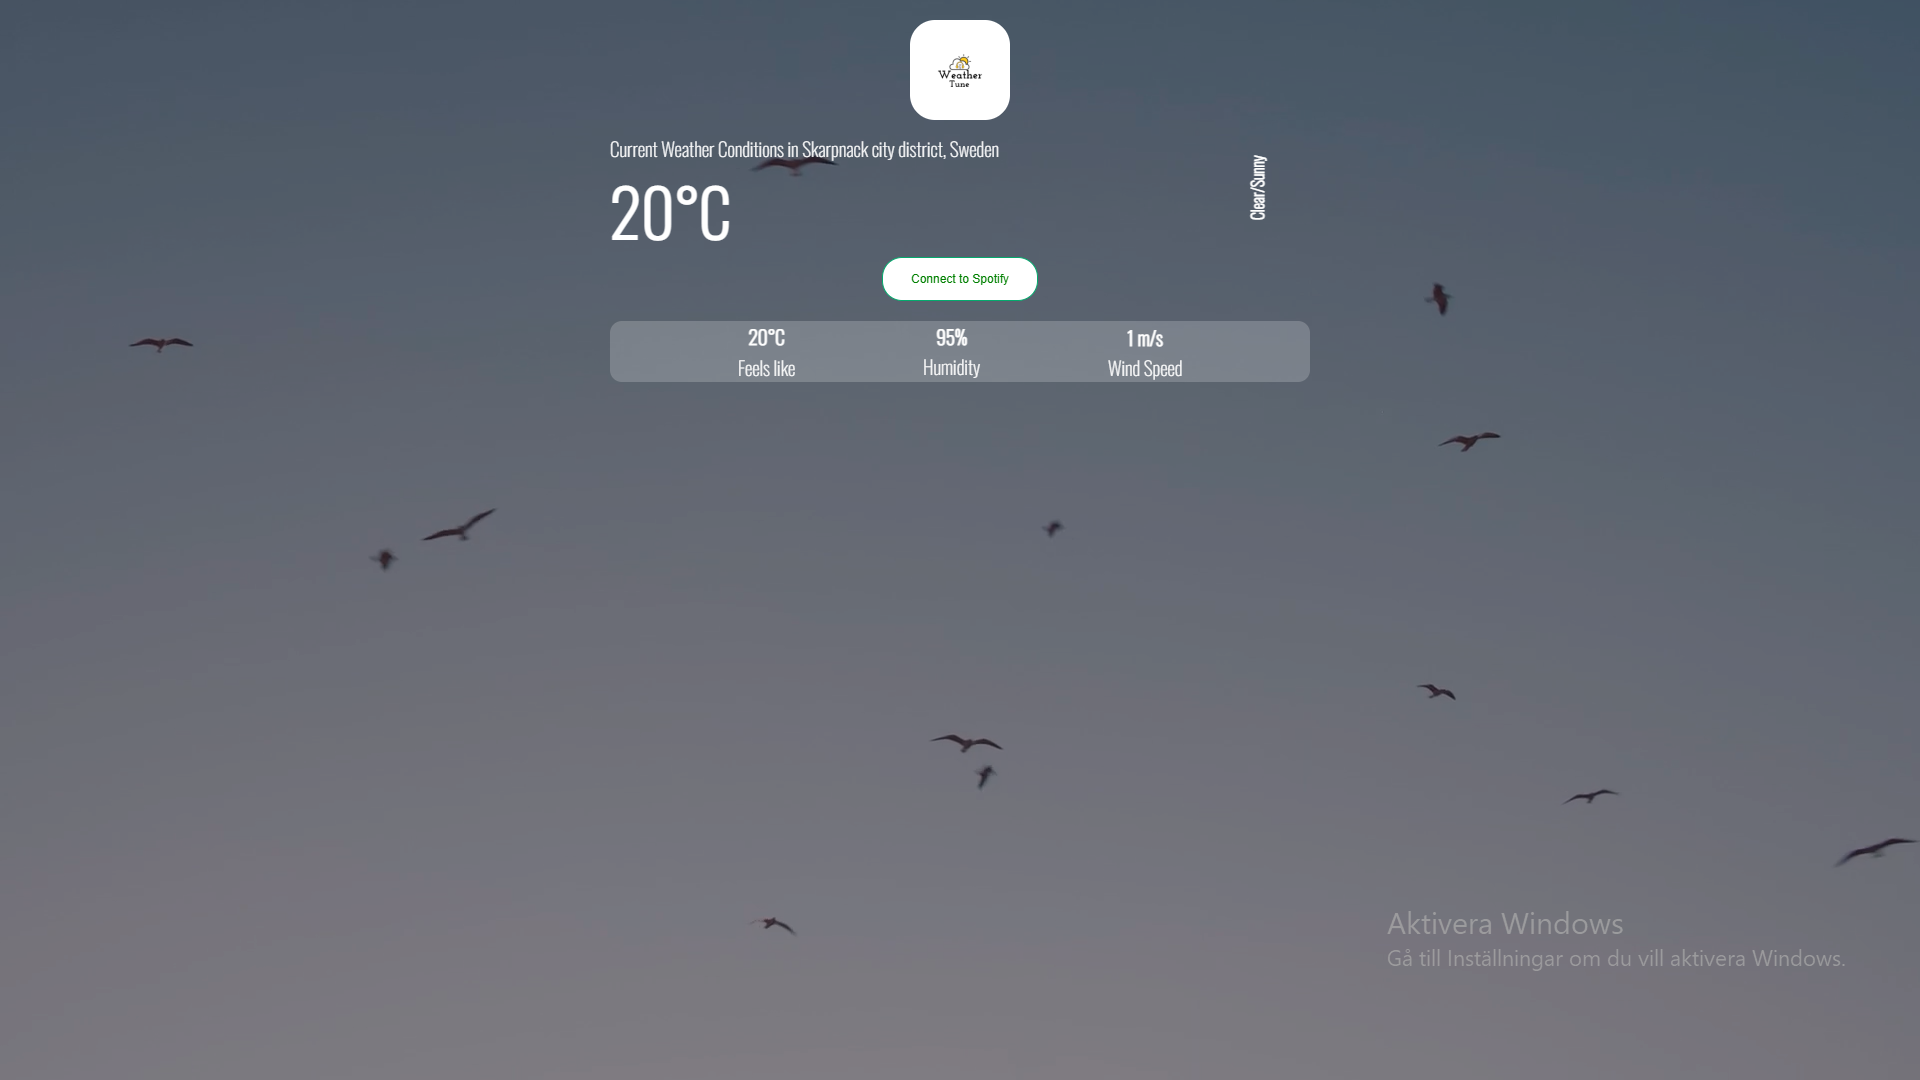 Weather
Tune
Current Weather Conditions in Skarpnack city district, Sweden
20°C
Clear/Sunny
Connect to Spotify
20°C
Feels like
95%
Humidity
1 m/s
Wind Speed
Aktivera Windows
Gå till Inställningar om du vill aktivera Windows.